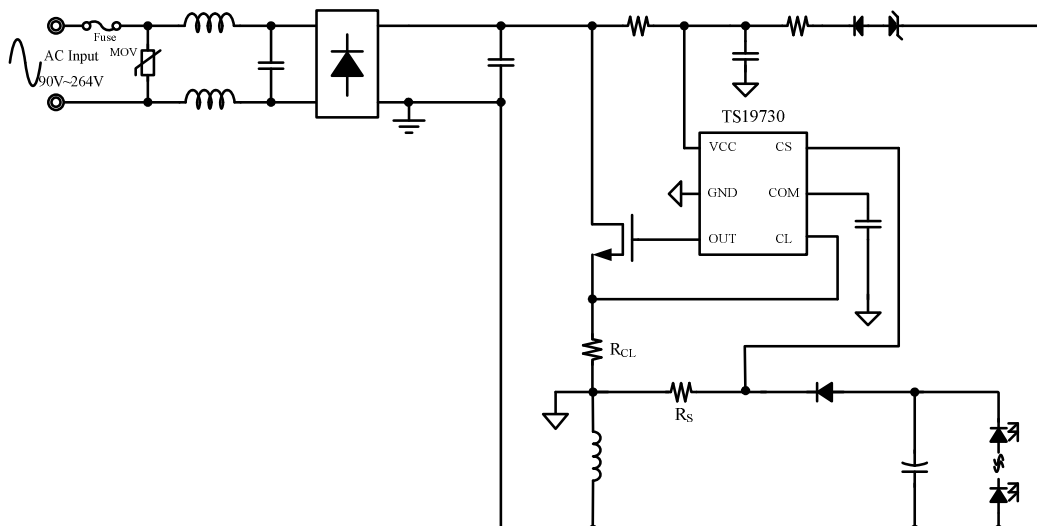 Fuse
AC Input
MOV
90V~264V
TS19730
VCC CS
GND COM
OUT CL
RCL
RS